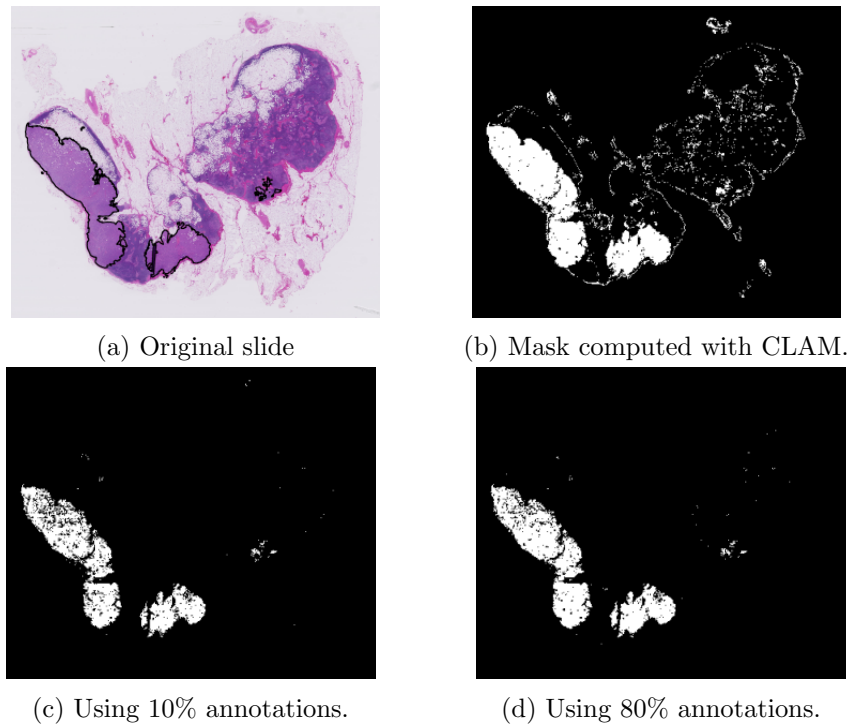 (a) Original slide
(b) Mask computed with CLAM.
(c) Using 10% annotations.
(d) Using 80% annotations.